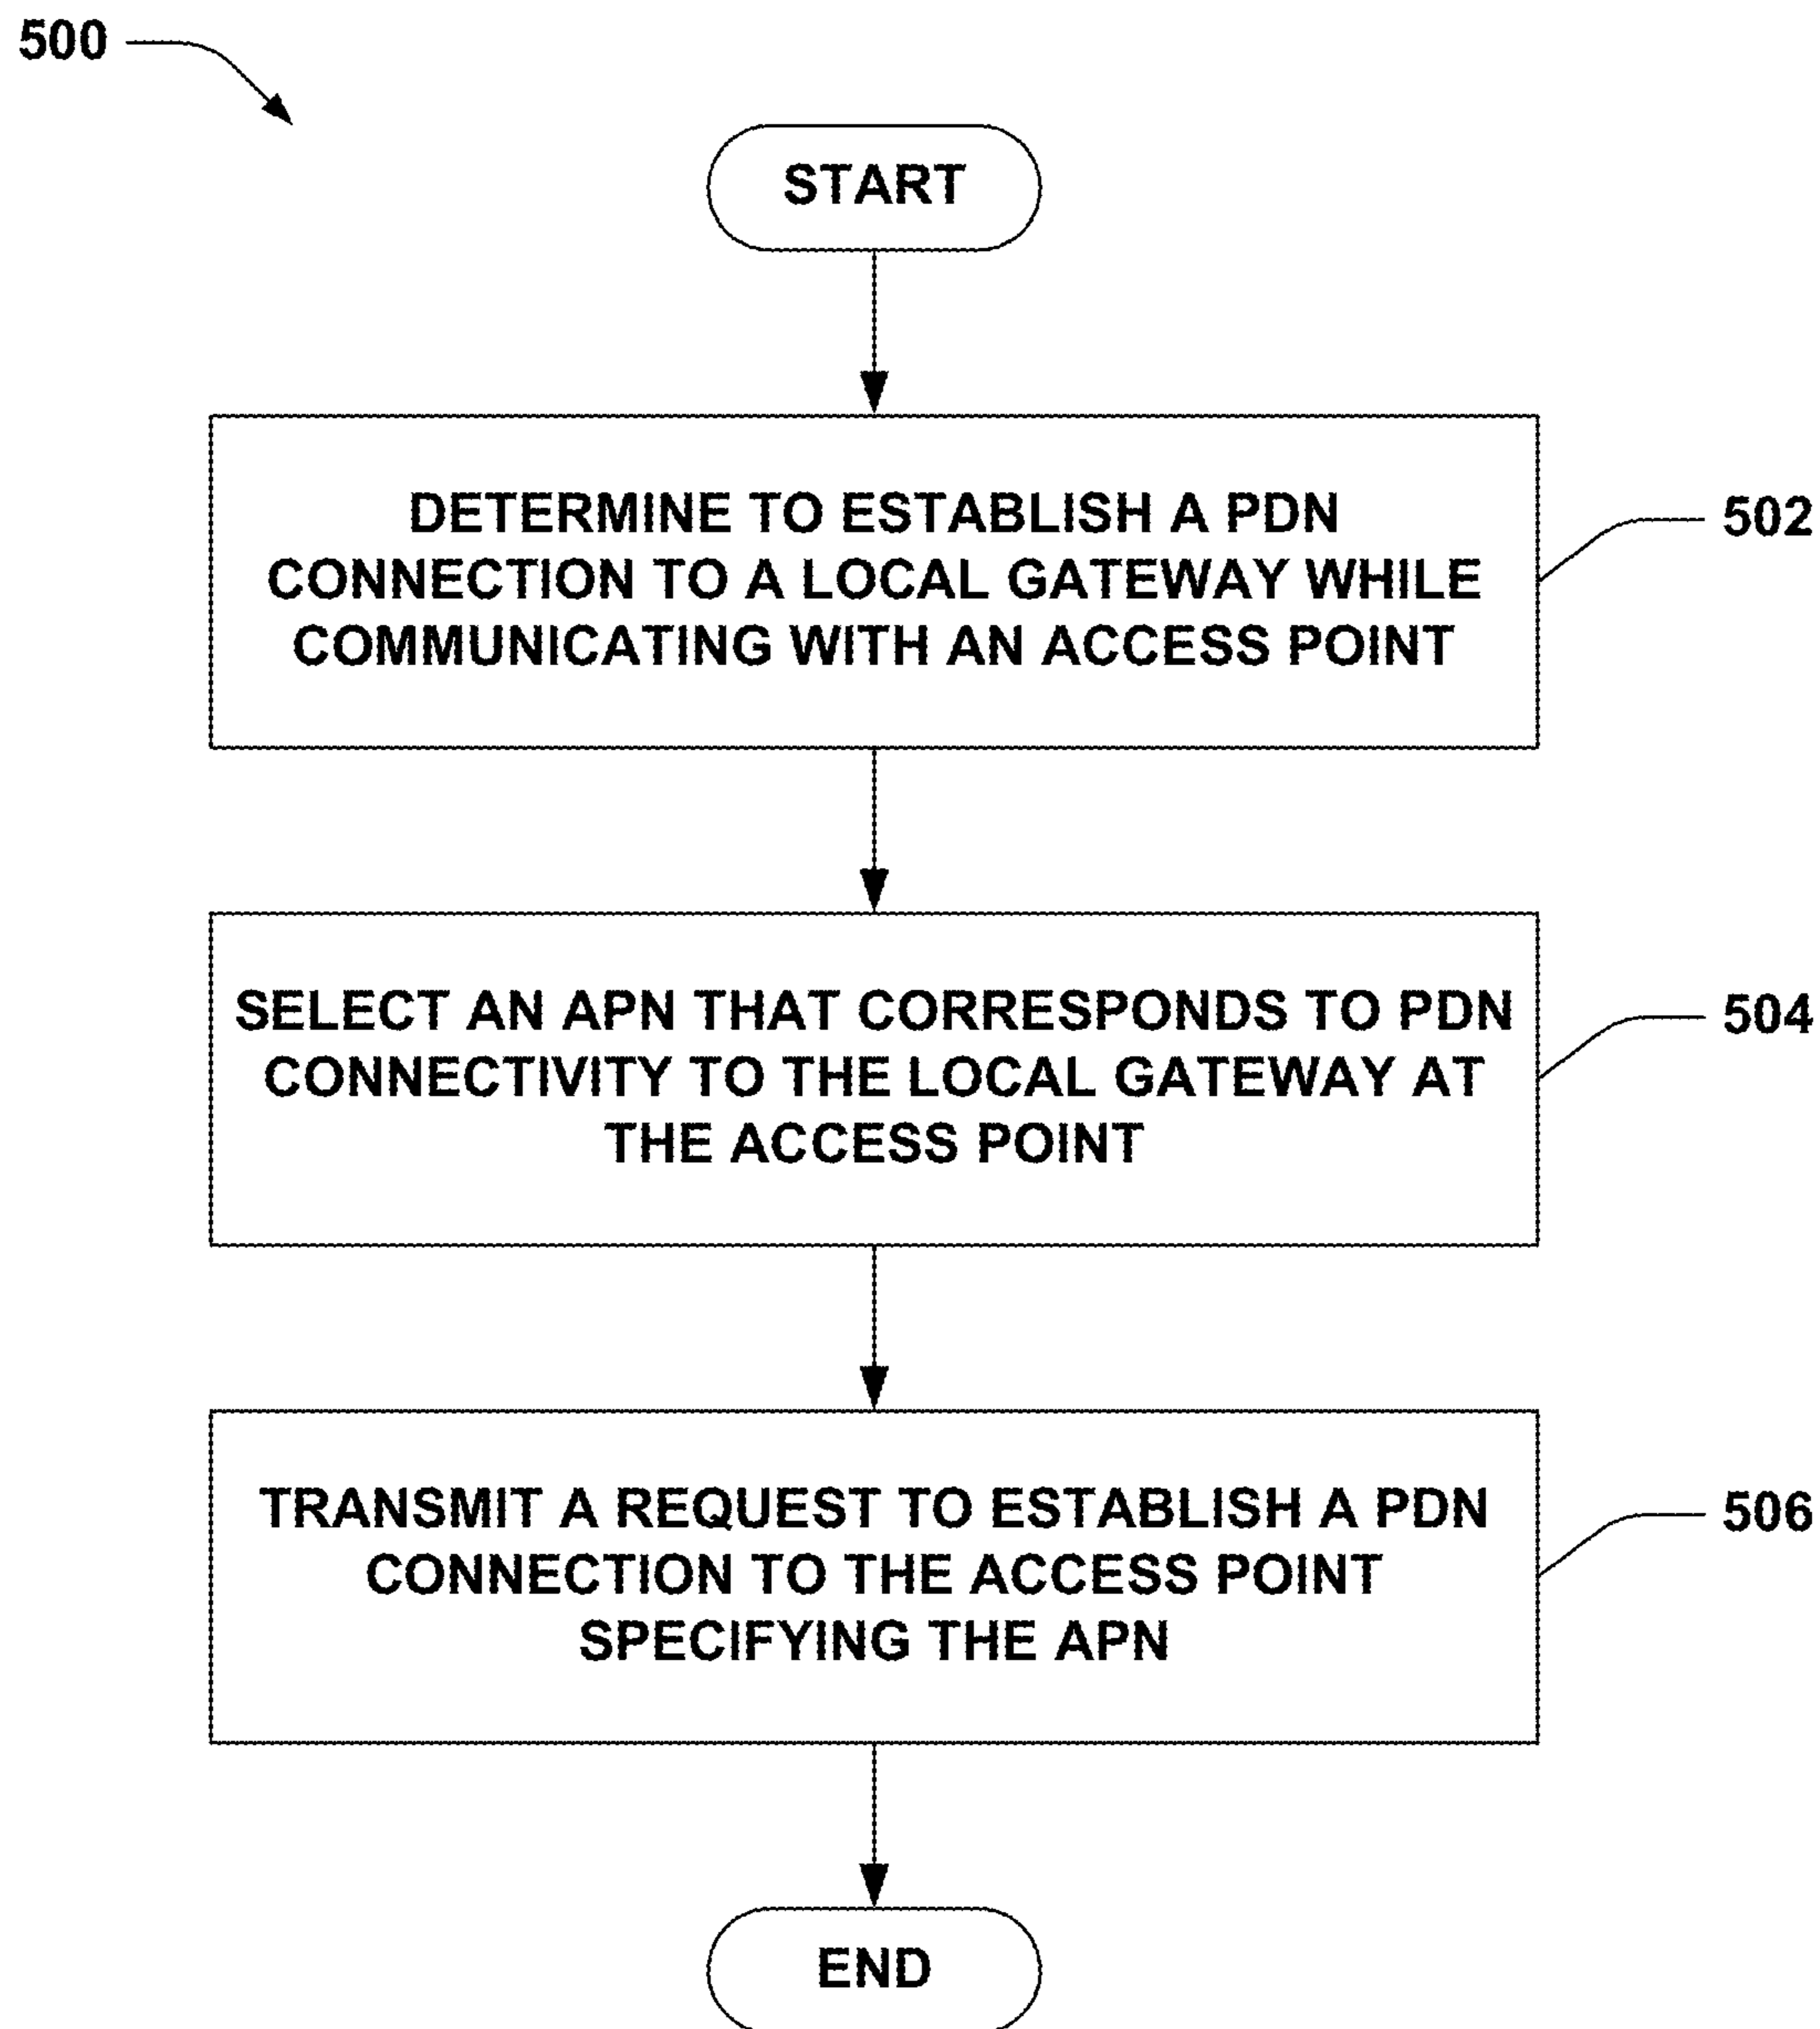 500
START
DETERMINE TO ESTABLISH A PDN
CONNECTION TO A LOCAL GATEWAY WHILE
COMMUNICATING WITH AN ACCESS POINT
502
SELECT AN APN THAT CORRESPONDS TO PDN
CONNECTIVITY TO THE LOCAL GATEWAY AT
THE ACCESS POINT
504
TRANSMIT A REQUEST TO ESTABLISH A PDN
CONNECTION TO THE ACCESS POINT
SPECIFYING THE APN
506
END